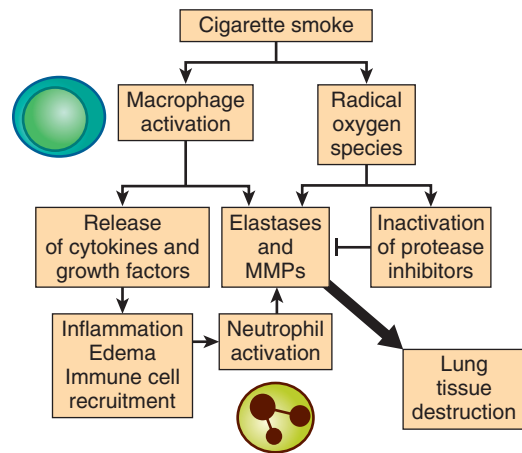 Cigarette smoke
Macrophage
activation
Radical
oxygen
species
Release
of cytokines and
growth factors
Elastases
and
MMPs
Inactivation
of protease
inhibitors
Inflammation
Edema
Immune cell
recruitment
Neutrophil
activation
Lung
tissue
destruction